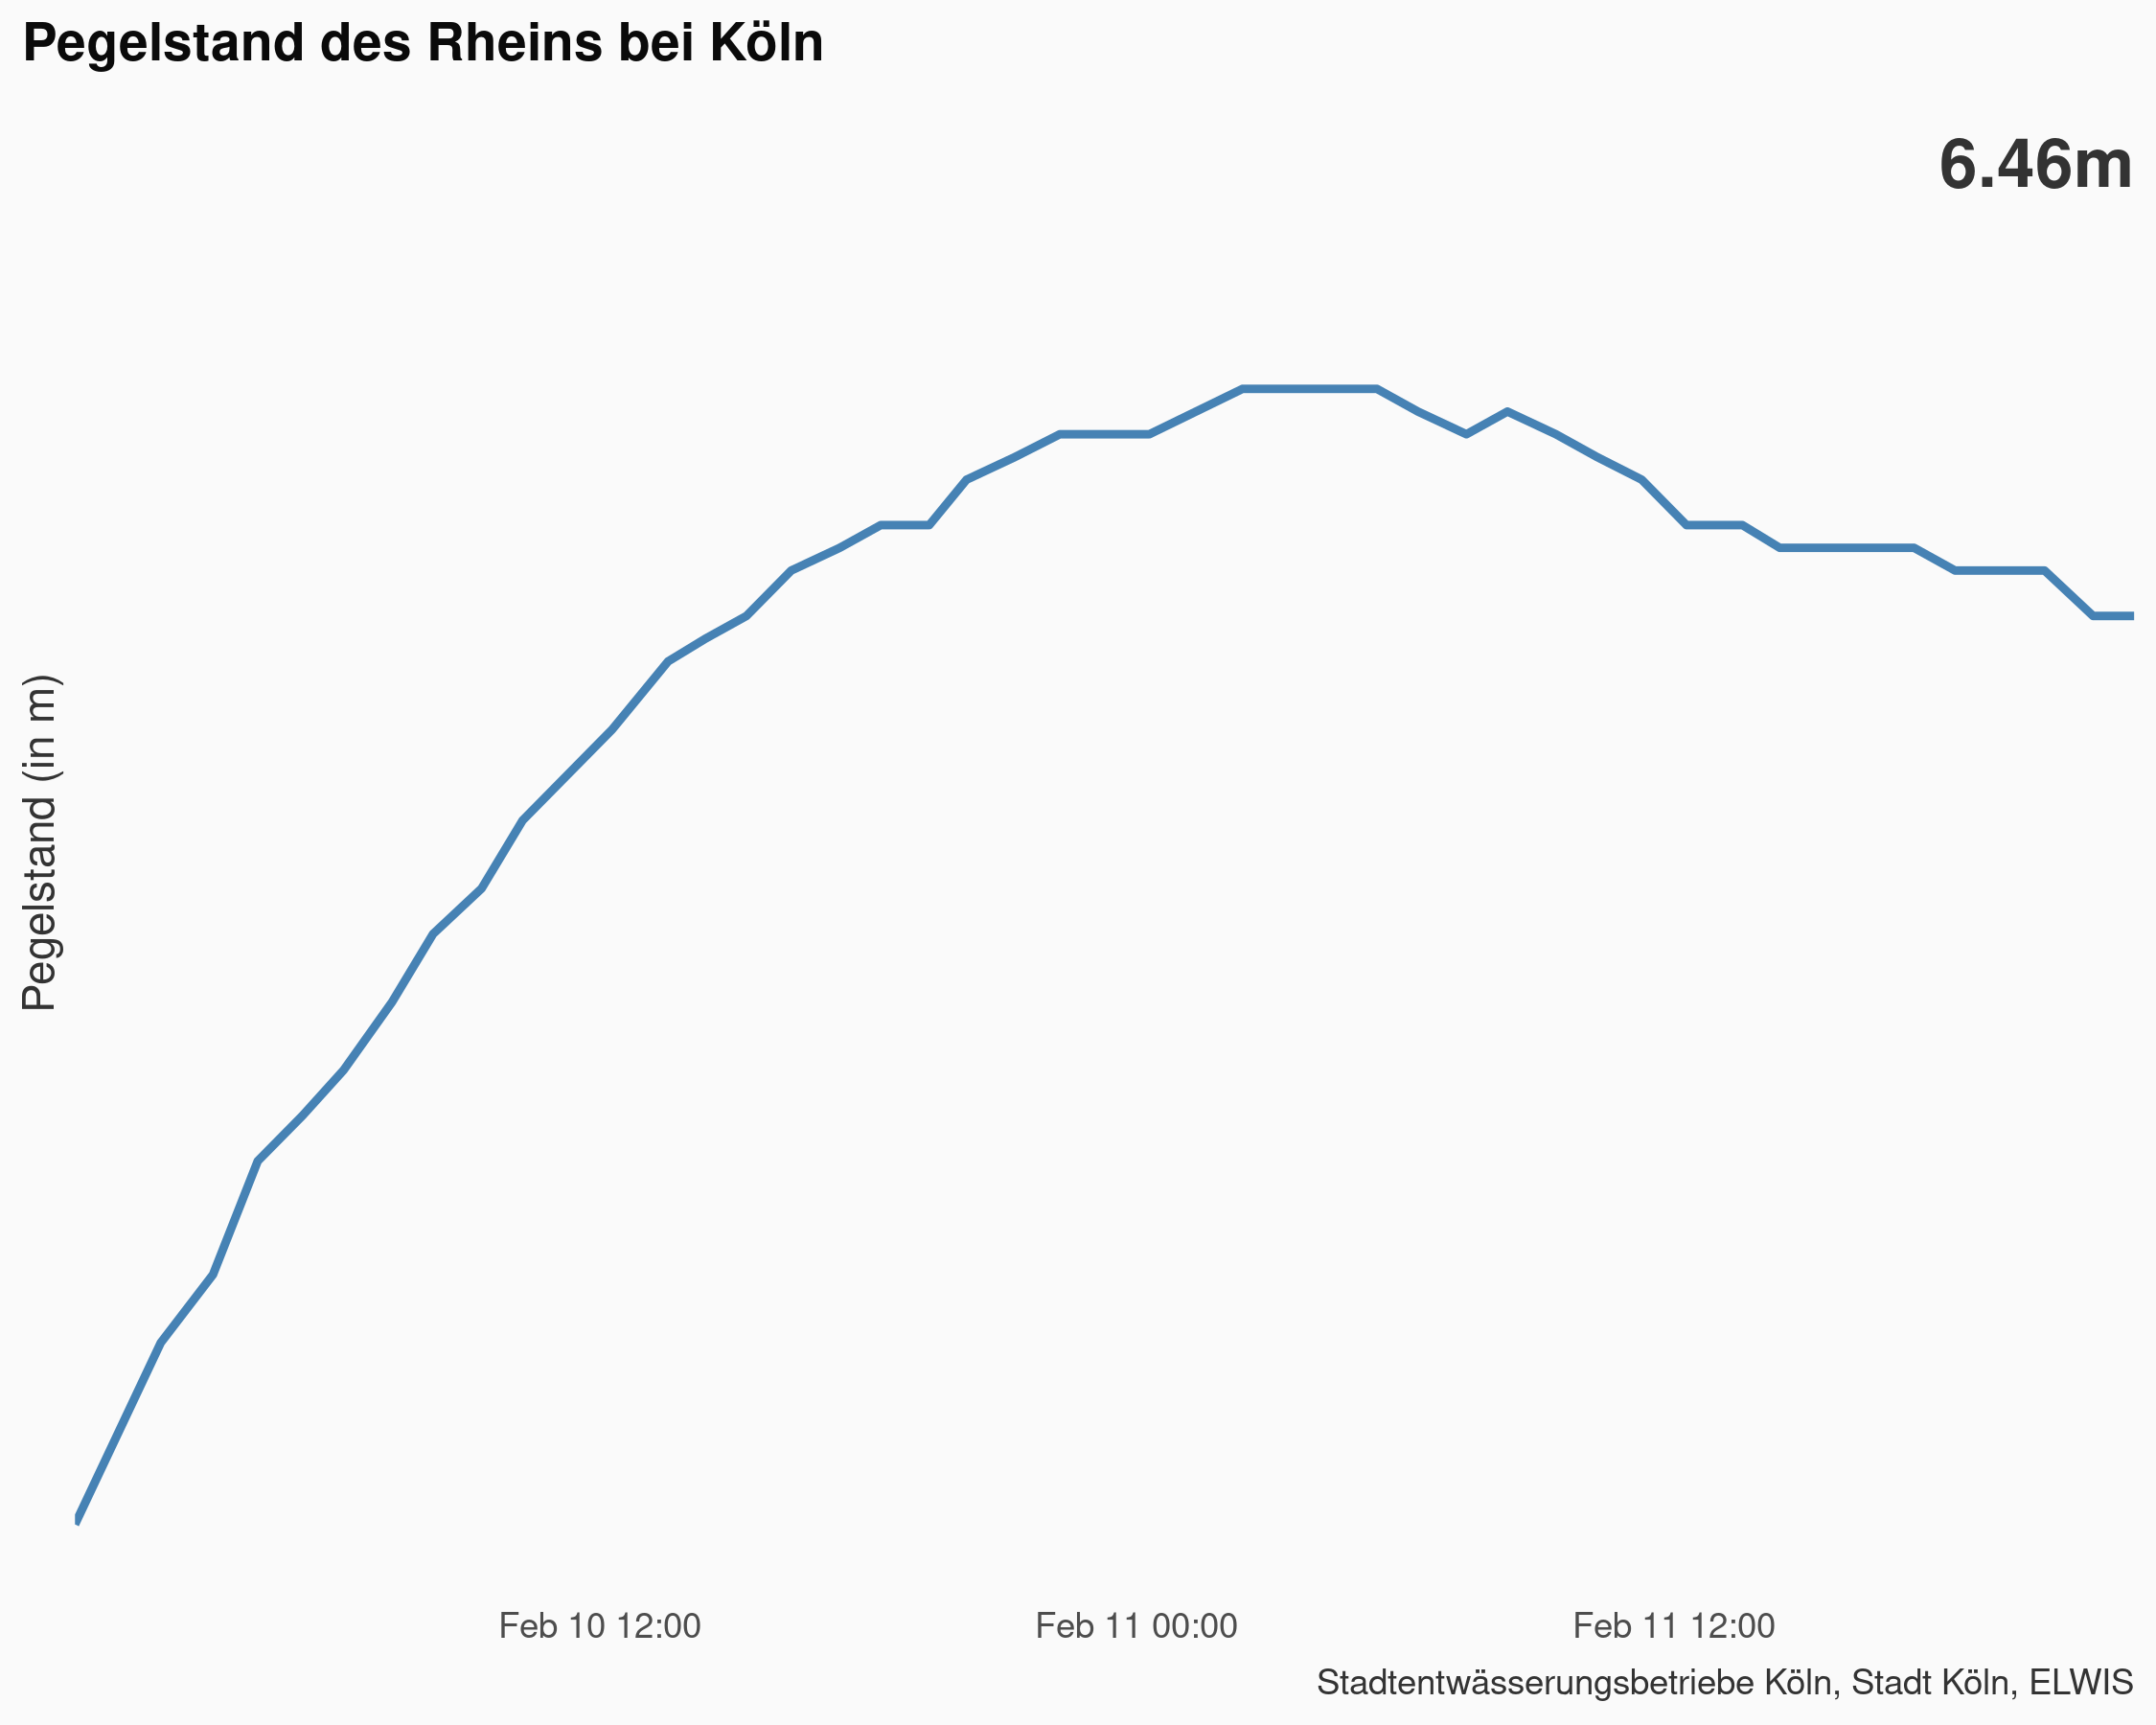 Pegelstand des Rheins bei Köln
6.46m
Pegelstand (in m)
Feb 10 12:00
Feb 11 00:00
Feb 11 12:00
Stadtentwässerungsbetriebe Köln, Stadt Köln, ELWIS